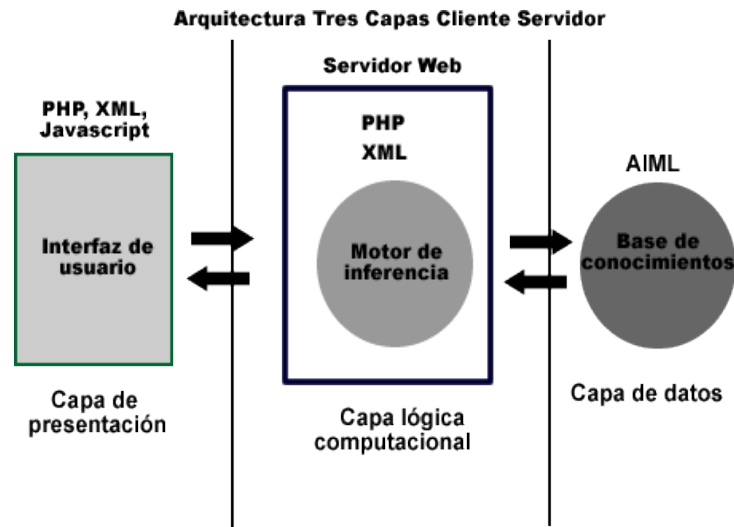 Arquitectura Tres Capas Cliente Servidor
PHP, XML,
Javascript
Interfaz de
usuario
Capa de
presentación
Servidor Web
PHP
XML
Motor de
inferencia
Capa lógica
computacional
AIML
Base de
conocimientos
Capa de datos